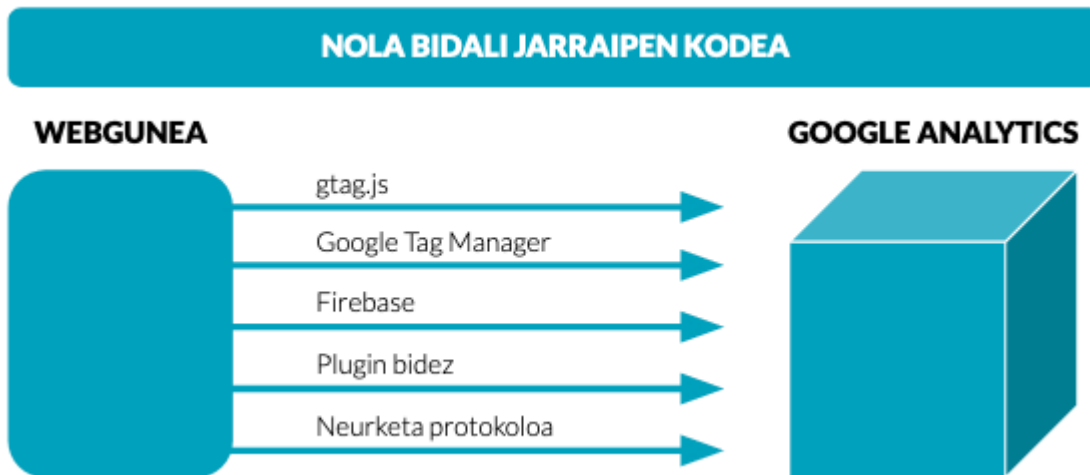 NOLA BIDALI JARRAIPEN KODEA
WEBGUNEA
GOOGLE ANALYTICS
gtag.js
Google Tag Manager
Firebase
Plugin bidez
Neurketa protokoloa